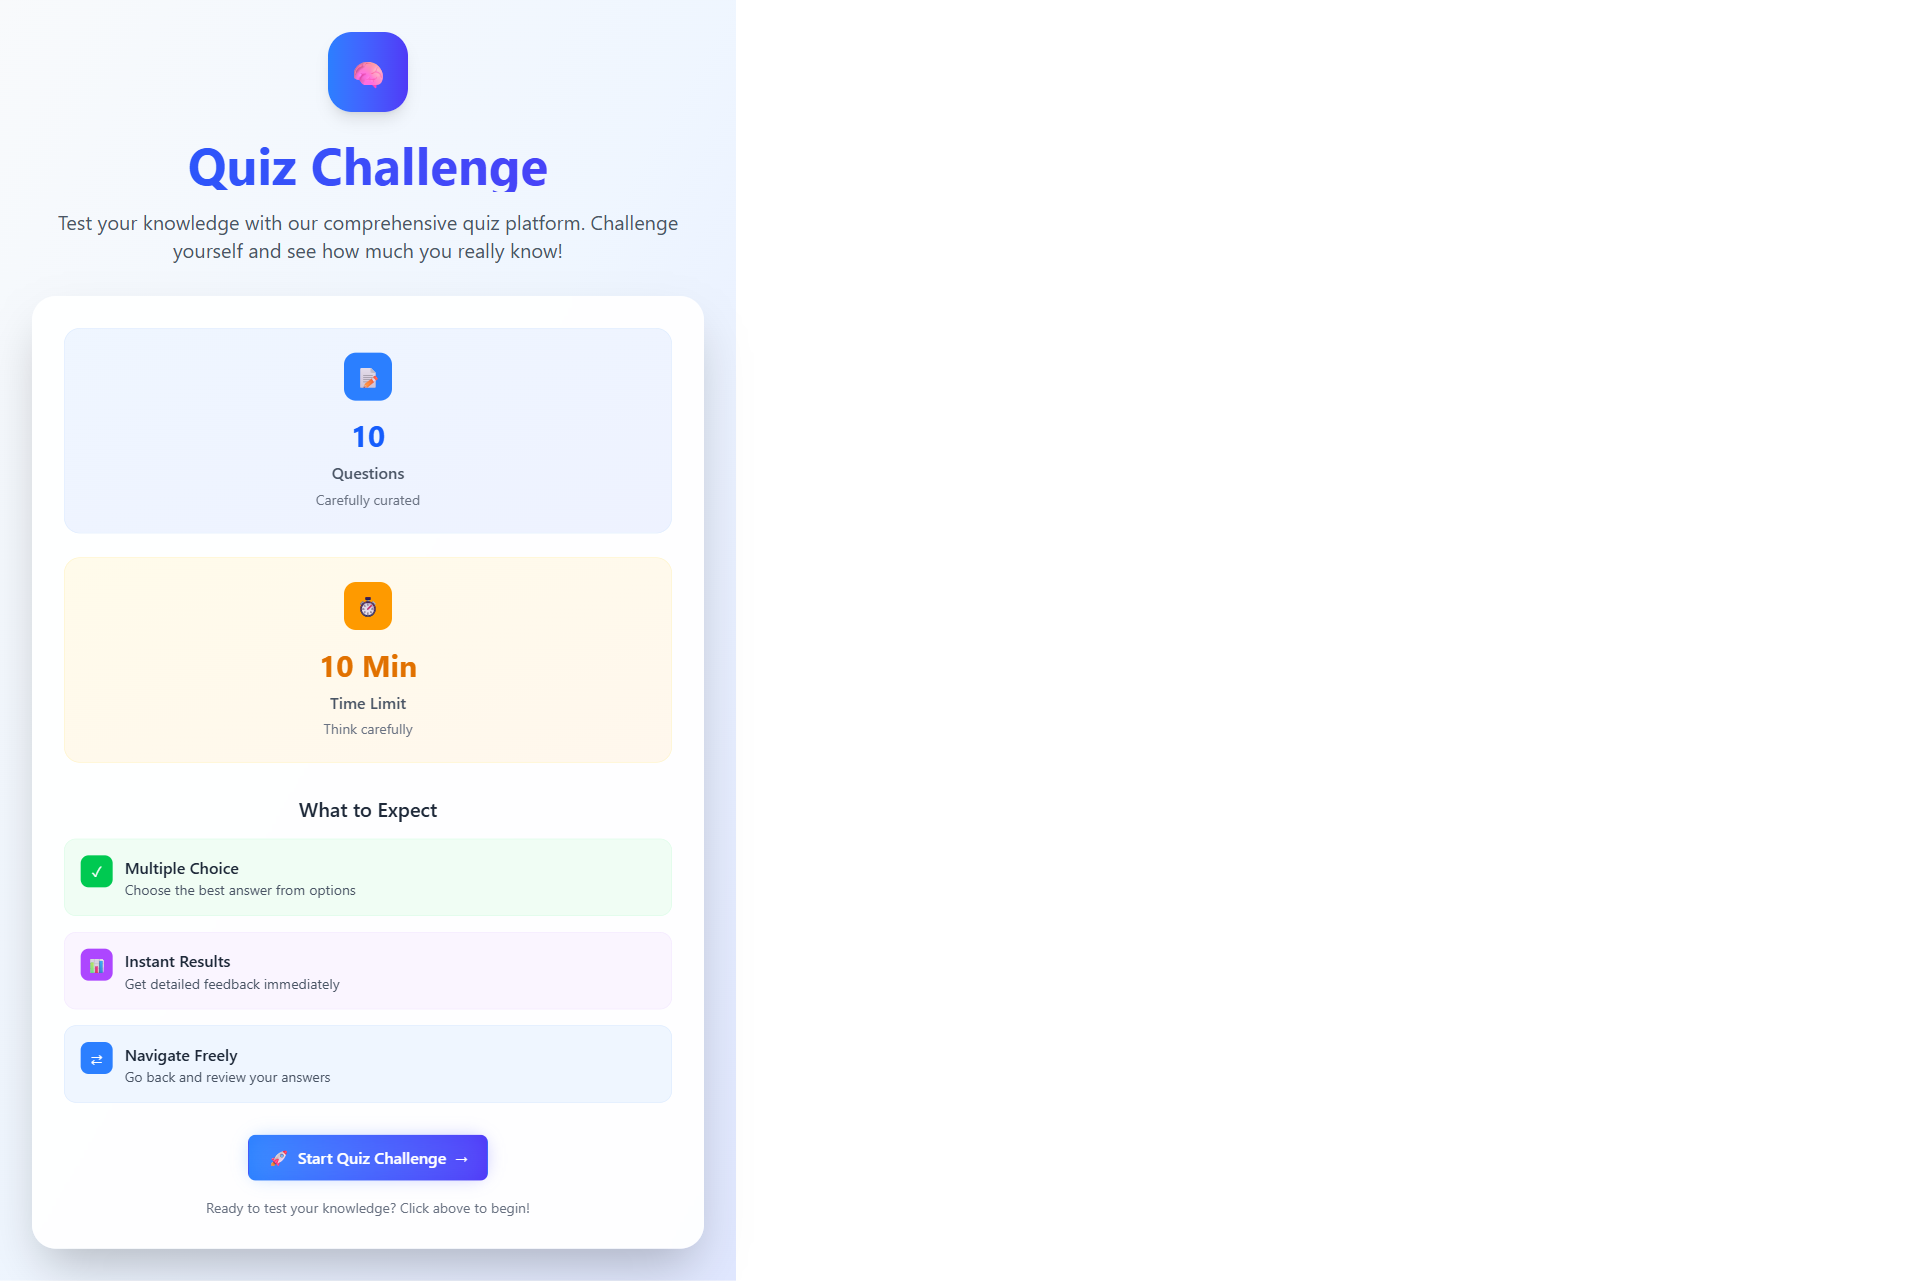 Quiz Challenge
Test your knowledge with our comprehensive quiz platform. Challenge
yourself and see how much you really know!
10
Questions
Carefully curated
10 Min
Time Limit
Think carefully
What to Expect
Multiple Choice
Choose the best answer from options
Instant Results
Get detailed feedback immediately
Navigate Freely
Go back and review your answers
Start Quiz Challenge →
Ready to test your knowledge? Click above to begin!